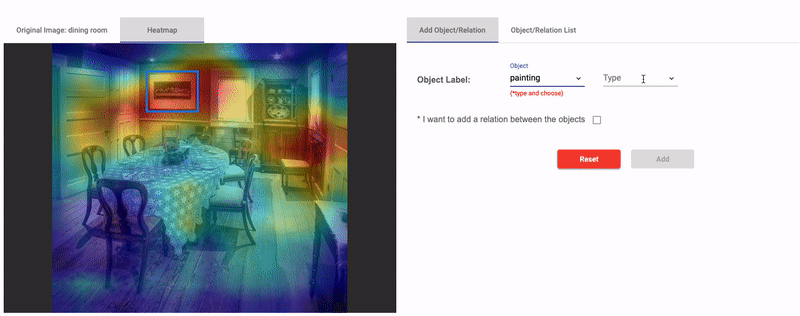 Original Image: dining room
Heatmap
Add Object/Relation
Object/Relation List
Object Label:
Object
painting
(*type and choose)
Type
* I want to add a relation between the objects
Reset
Add